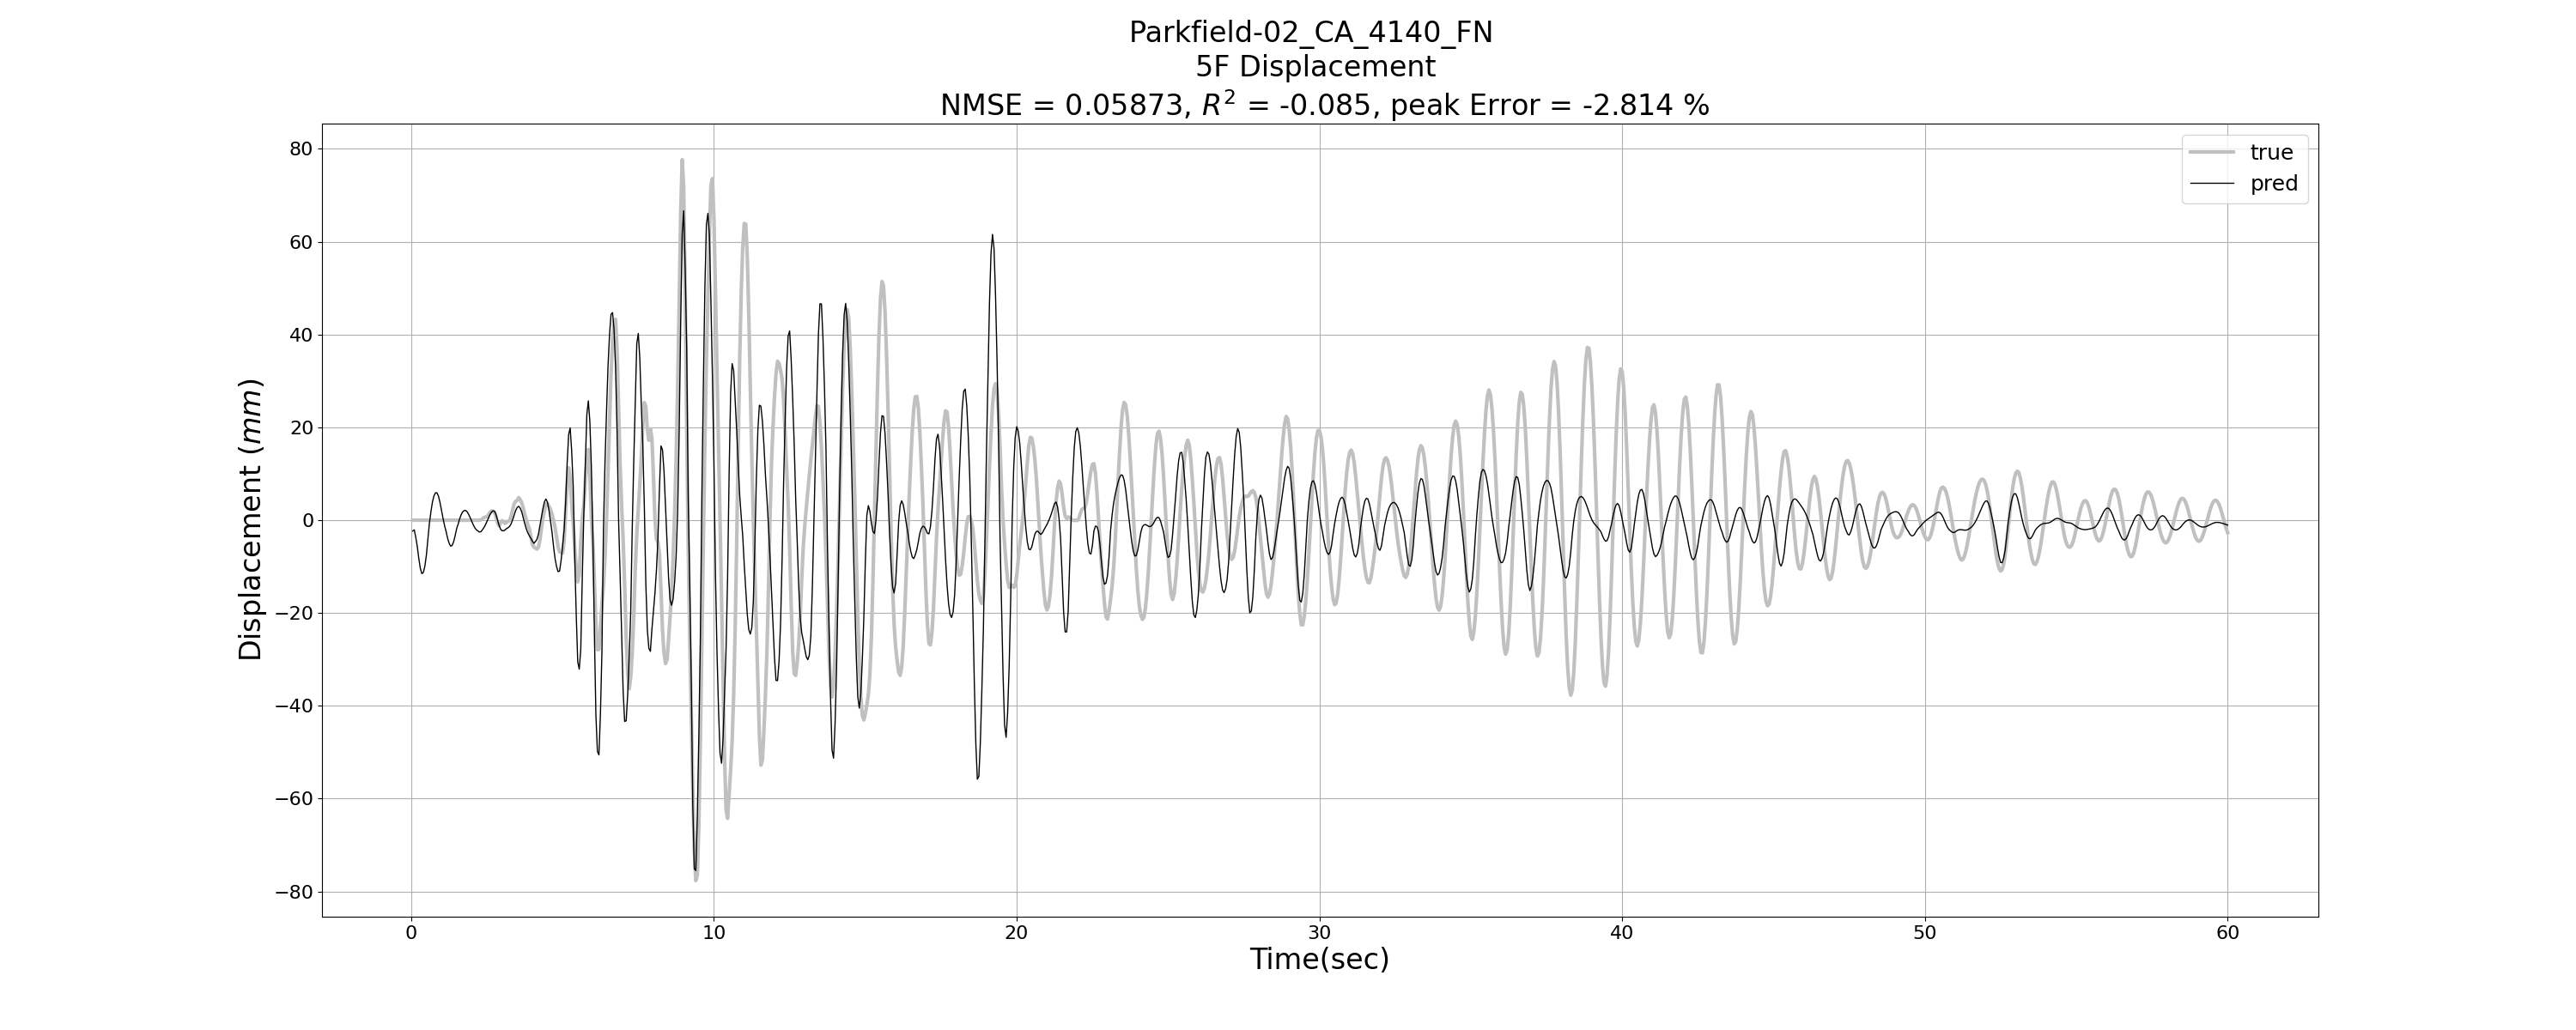 Parkfield-02_CA_4140_FN
5F Displacement
NMSE = 0.05873, R² = -0.085, peak Error = -2.814 %
true
pred
80
60
40
20
0
−20
−40
−60
−80
Displacement (mm)
0 10 20 30 40 50 60
Time(sec)